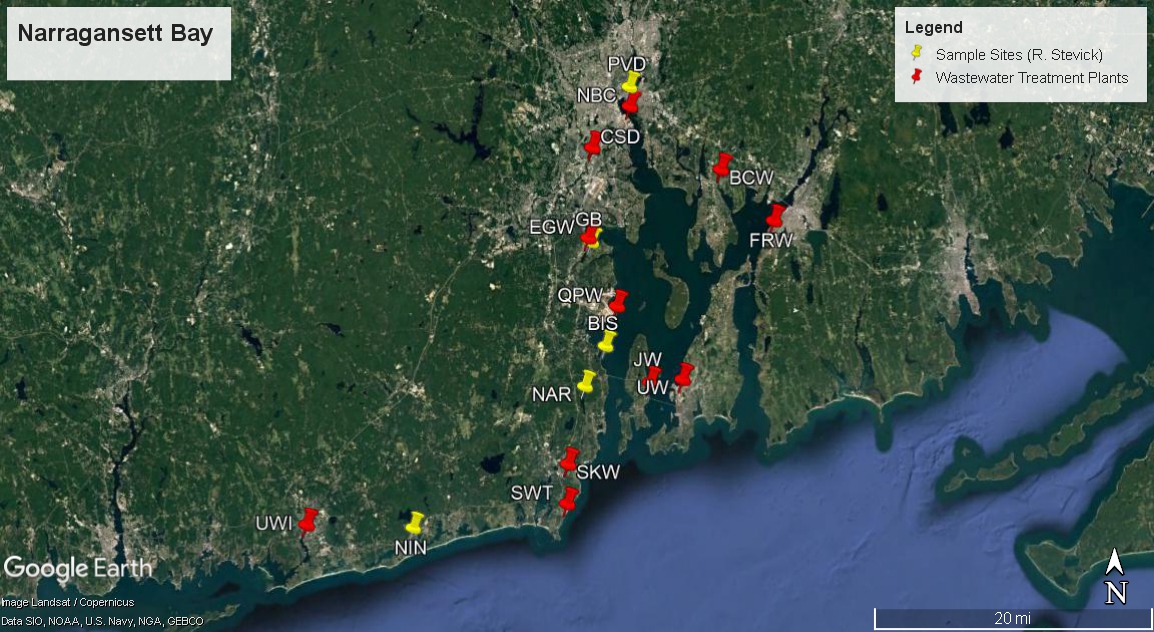 Narragansett Bay
Legend
Sample Sites (R. Stevick)
Wastewater Treatment Plants
PVD
NBC
CSD
BCW
GB
EGW
FRW
QPW
BIS
JW
UW
NAR
SKW
SWT
UWI
NIN
Google Earth
Image Landsat / Copernicus
Data SIO, NOAA, U.S. Navy, NGA, GEBCO
N
20 mi